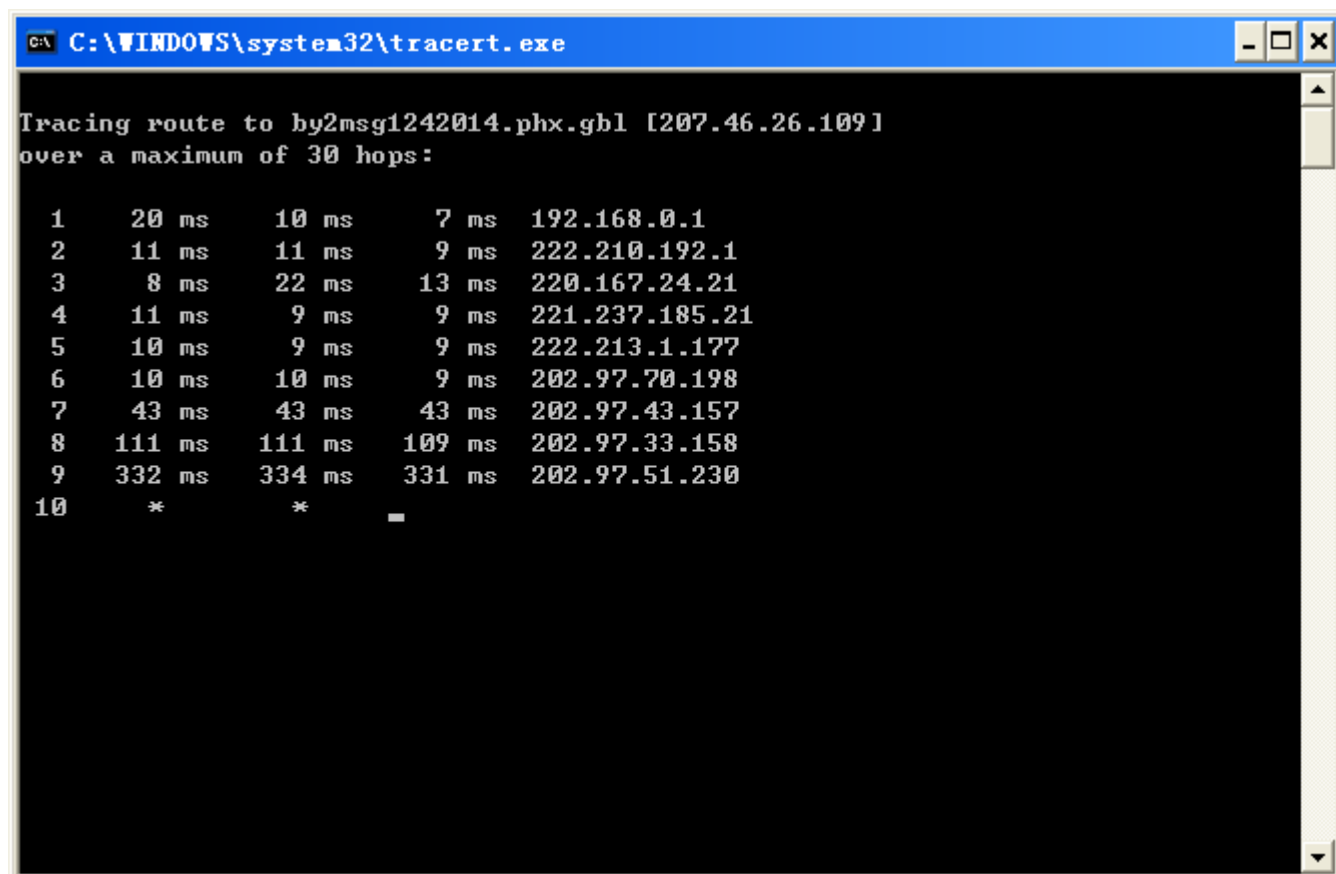 C:\WINDOWS\system32\tracert.exe
Tracing route to by2msg1242014.phx.gbl [207.46.26.109]
over a maximum of 30 hops:
1 20 ms 10 ms 7 ms 192.168.0.1
2 11 ms 11 ms 9 ms 222.210.192.1
3 8 ms 22 ms 13 ms 220.167.24.21
4 11 ms 9 ms 9 ms 221.237.185.21
5 10 ms 9 ms 9 ms 222.213.1.177
6 10 ms 10 ms 9 ms 202.97.70.198
7 43 ms 43 ms 43 ms 202.97.43.157
8 111 ms 111 ms 109 ms 202.97.33.158
9 332 ms 334 ms 331 ms 202.97.51.230
10 * * _